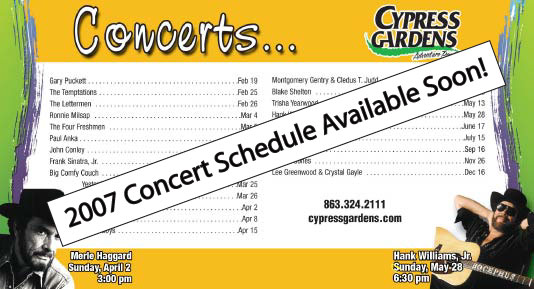 Concerts...
CYPRESS
GARDENS
Adventure Park
Gary Puckett Feb 19
The Temptations Feb 25
The Lettermen Feb 26
Ronnie Milsap Mar 4
The Four Freshmen
Paul Anka
John Conley
Frank Sinatra, Jr.
Big Comfy Couch
Mar 25
Mar 26
Apr 2
Apr 8
Apr 15
Montgomery Gentry & Cledus T. Judd
Blake Shelton
Trisha Yearwood May 13
May 28
June 17
July 15
Sep 16
Nov 26
Lee Greenwood & Crystal Gayle Dec 16
2007 Concert Schedule Available Soon!
863.324.2111
cypressgardens.com
Merle Haggard
Sunday, April 2
3:00 pm
Hank Williams, Jr.
Sunday, May 28
6:30 pm
BOCEPHUS